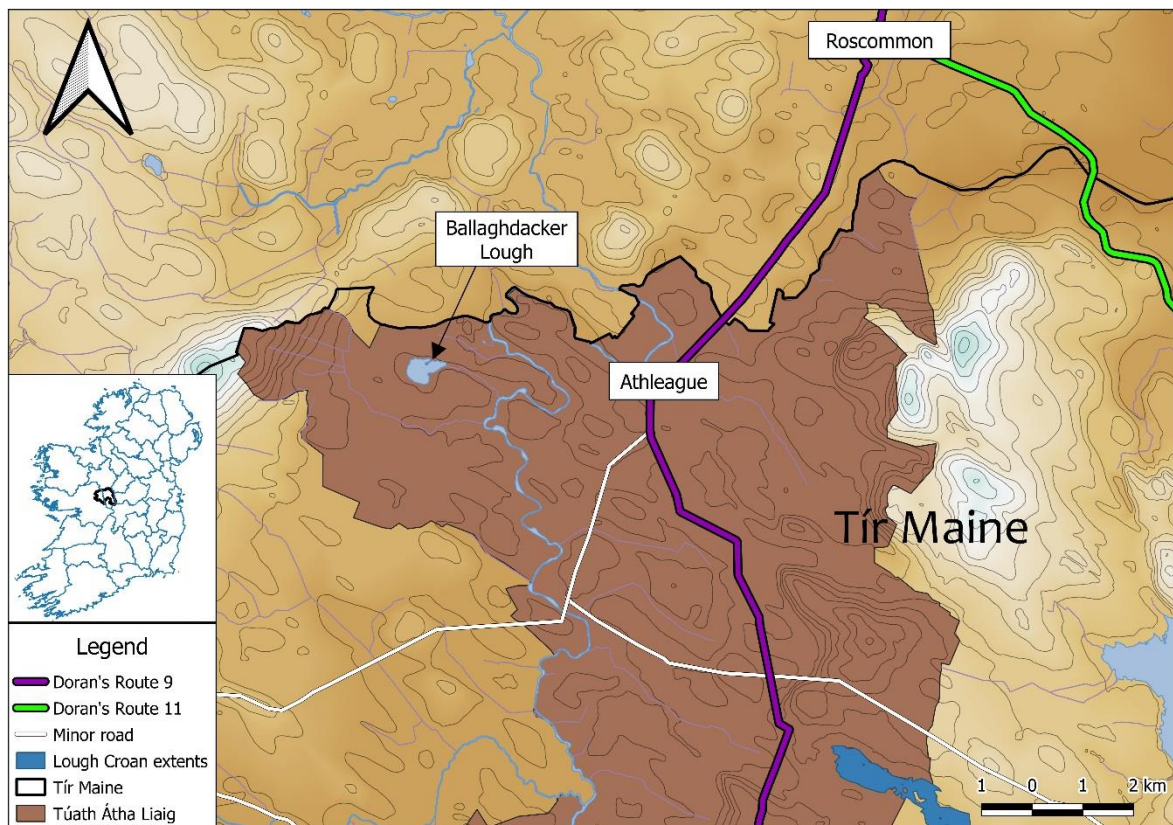 Roscommon
Ballaghdacker
Lough
Athleague
Tír Maine
Legend
Doran's Route 9
Doran's Route 11
Minor road
Lough Croan extents
Tír Maine
Túath Átha Liaig
1 0 1 2 km